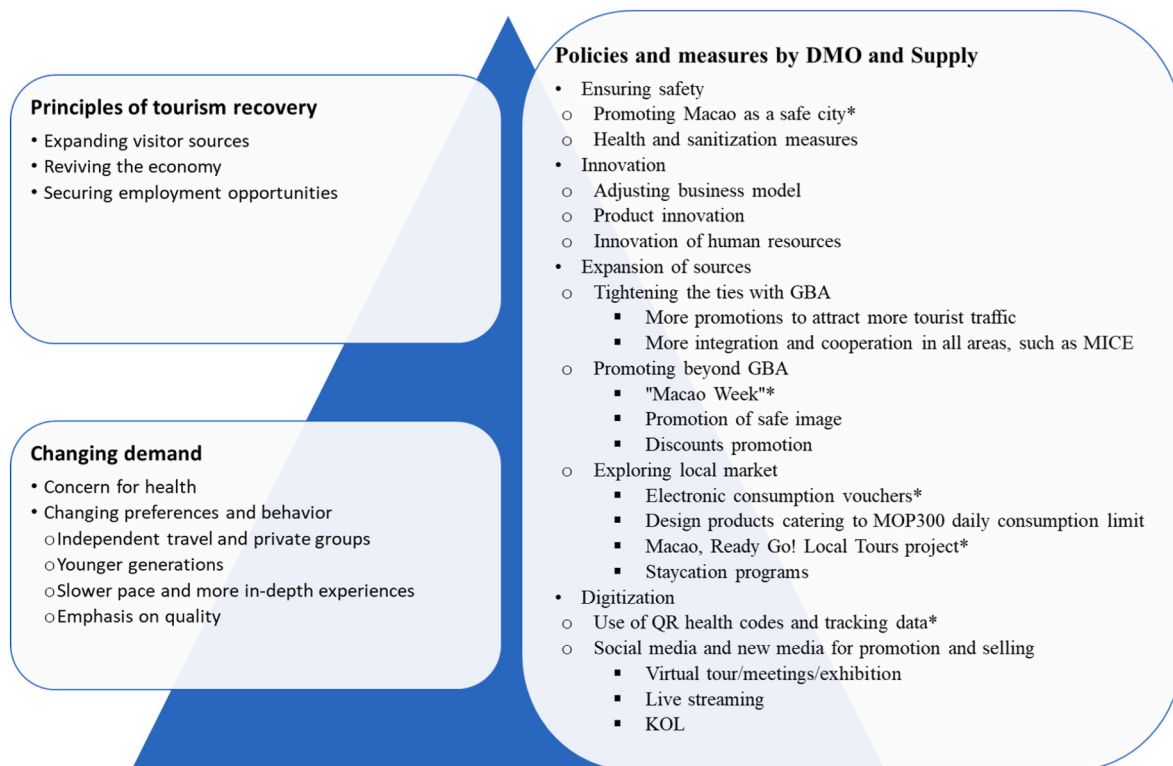 Principles of tourism recovery
• Expanding visitor sources
• Reviving the economy
• Securing employment opportunities
Changing demand
• Concern for health
• Changing preferences and behavior
o Independent travel and private groups
o Younger generations
o Slower pace and more in-depth experiences
o Emphasis on quality
Policies and measures by DMO and Supply
• Ensuring safety
o Promoting Macao as a safe city*
o Health and sanitization measures
• Innovation
o Adjusting business model
o Product innovation
o Innovation of human resources
• Expansion of sources
o Tightening the ties with GBA
▪ More promotions to attract more tourist traffic
▪ More integration and cooperation in all areas, such as MICE
o Promoting beyond GBA
▪ "Macao Week"*
▪ Promotion of safe image
▪ Discounts promotion
o Exploring local market
▪ Electronic consumption vouchers*
▪ Design products catering to MOP300 daily consumption limit
▪ Macao, Ready Go! Local Tours project*
▪ Staycation programs
• Digitization
o Use of QR health codes and tracking data*
o Social media and new media for promotion and selling
▪ Virtual tour/meetings/exhibition
▪ Live streaming
▪ KOL